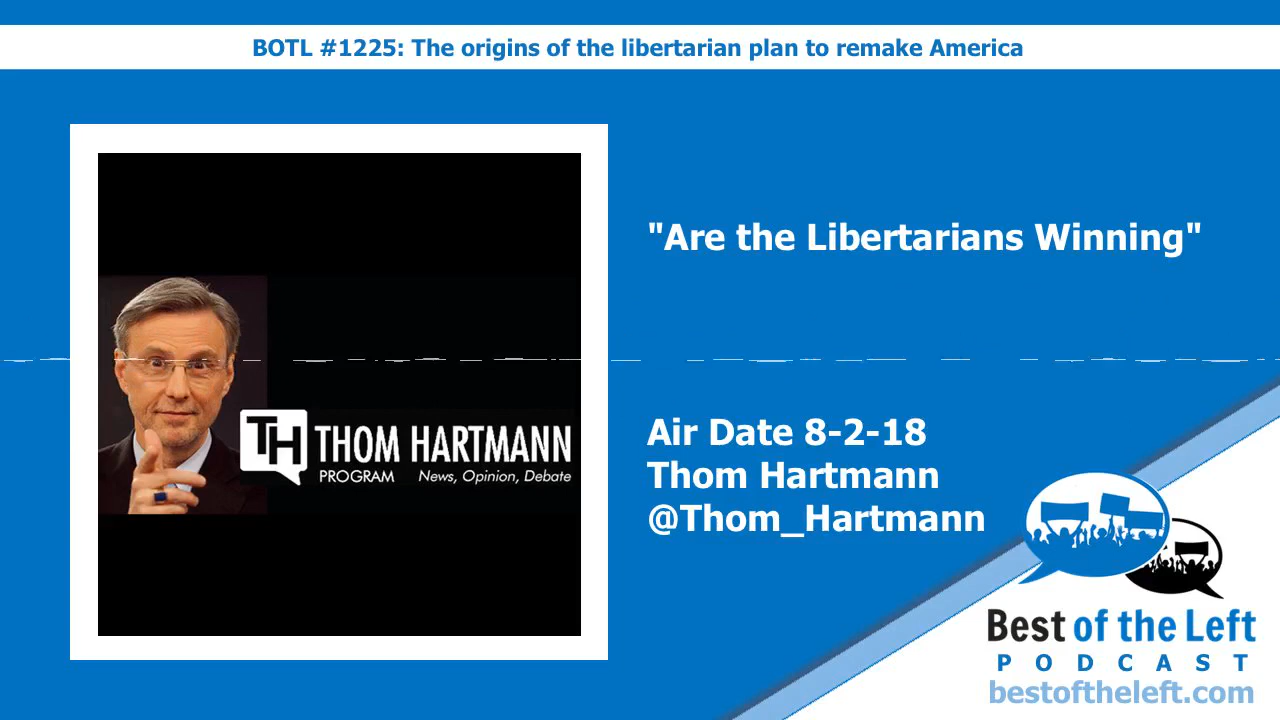 BOTL #1225: The origins of the libertarian plan to remake America
"Are the Libertarians Winning"
TH THOM HARTMANN
PROGRAM News, Opinion, Debate
Air Date 8-2-18
Thom Hartmann
@Thom_Hartmann
Best of the Left
PODCAST
bestoftheleft.com